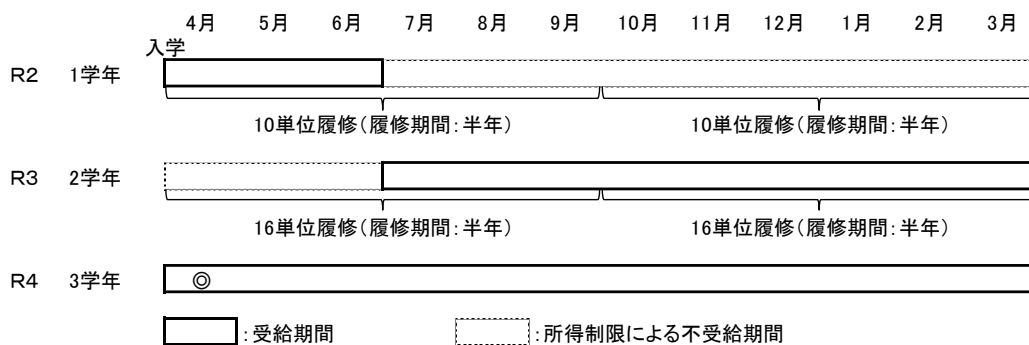 4月 5月 6月 7月 8月 9月 10月 11月 12月 1月 2月 3月
入学
R2 1学年
10単位履修(履修期間:半年) 10単位履修(履修期間:半年)
R3 2学年
16単位履修(履修期間:半年) 16単位履修(履修期間:半年)
R4 3学年 ◎
:受給期間 :所得制限による不受給期間